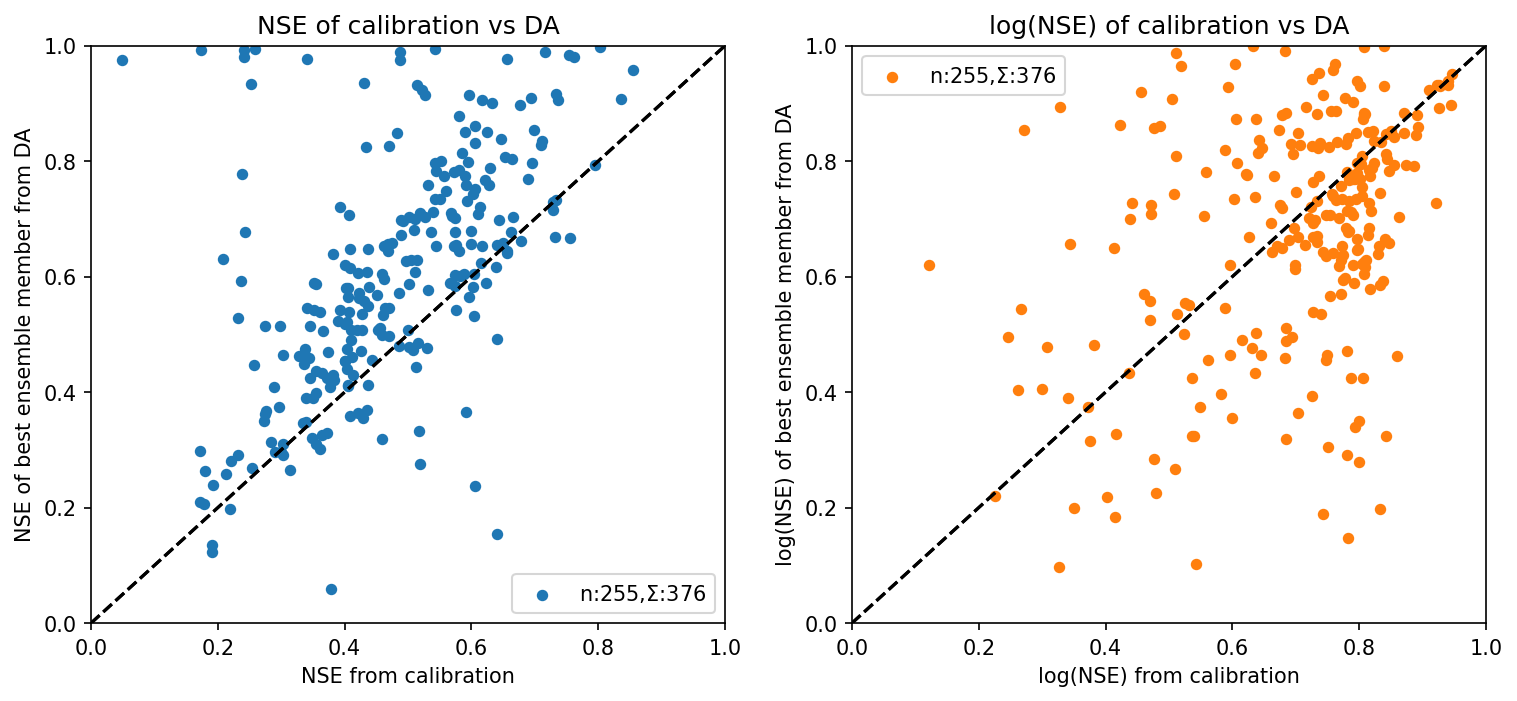 NSE of calibration vs DA
NSE of best ensemble member from DA
1.0
0.8
0.6
0.4
0.2
0.0
n:255,Σ:376
0.0 0.2 0.4 0.6 0.8 1.0
NSE from calibration
log(NSE) of calibration vs DA
log(NSE) of best ensemble member from DA
1.0
0.8
0.6
0.4
0.2
0.0
n:255,Σ:376
0.0 0.2 0.4 0.6 0.8 1.0
log(NSE) from calibration